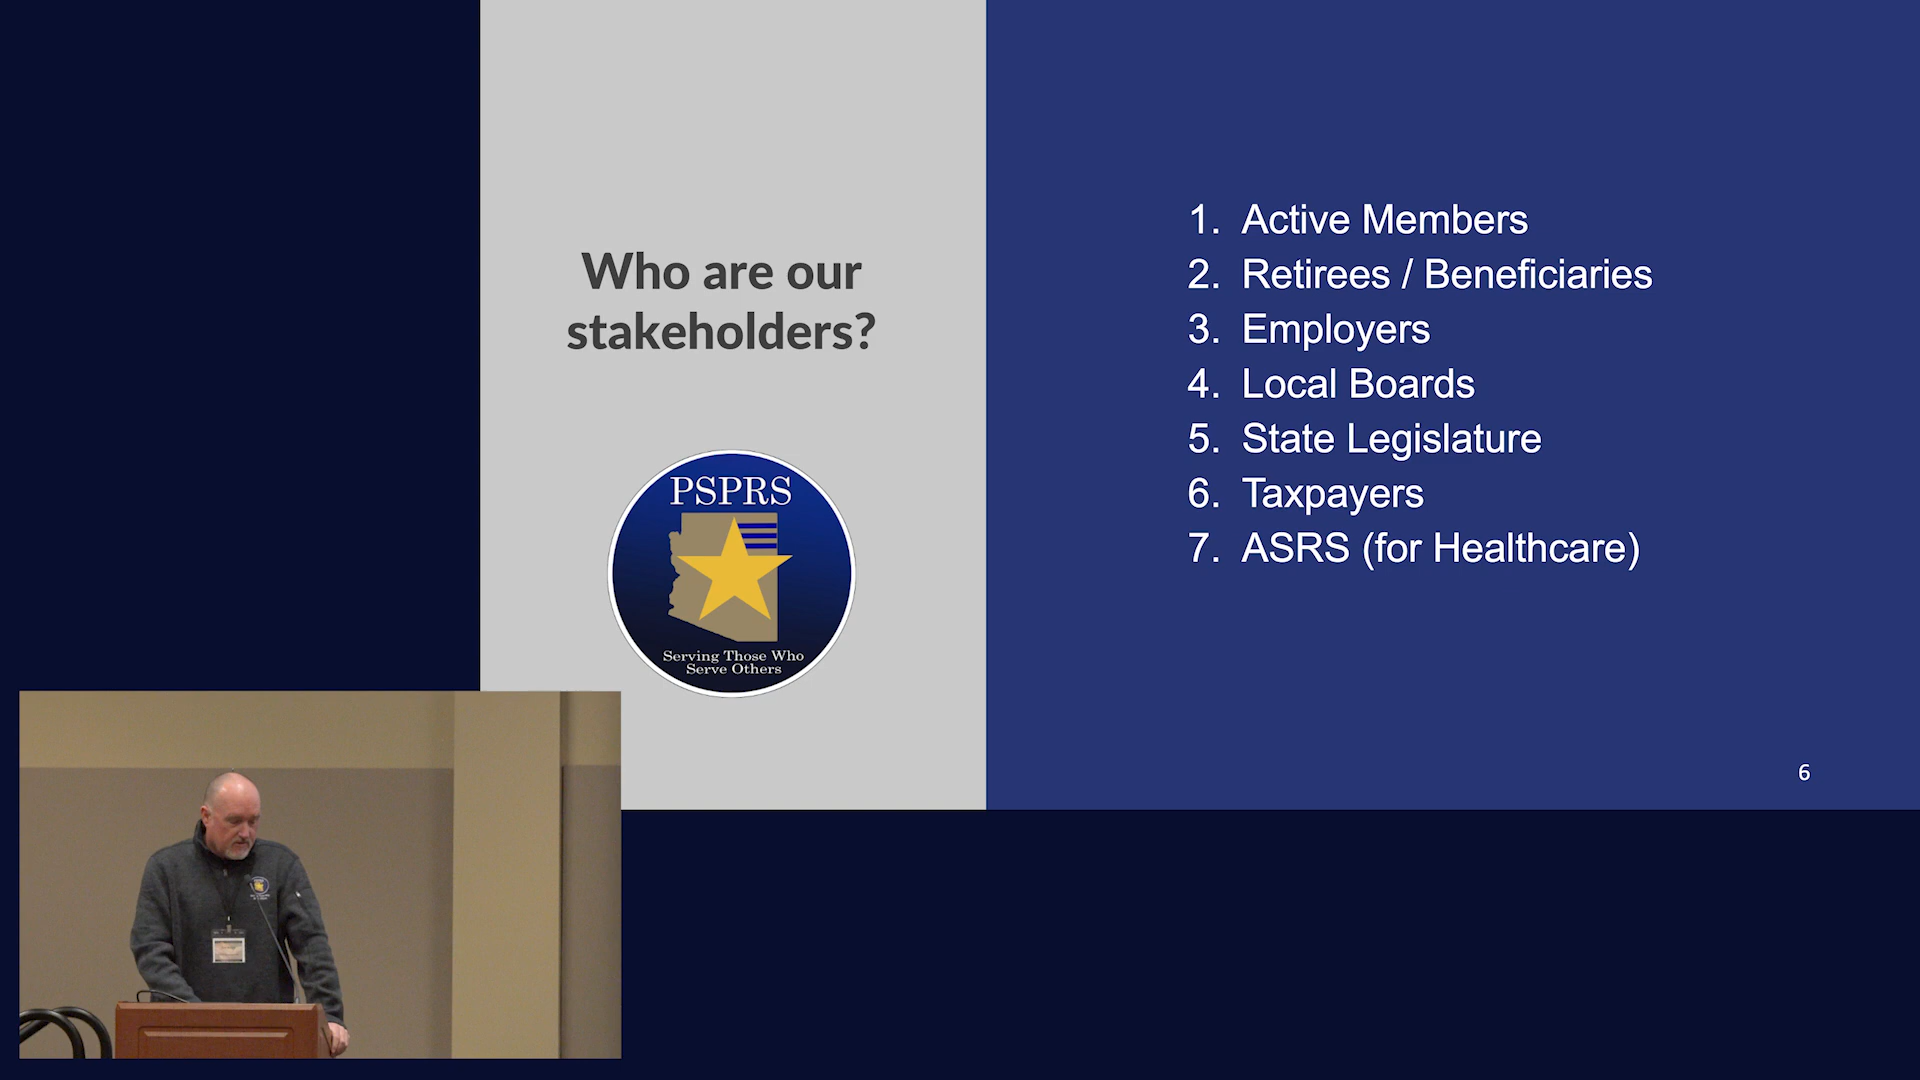 Who are our
stakeholders?
PSPRS
Serving Those Who
Serve Others
1. Active Members
2. Retirees / Beneficiaries
3. Employers
4. Local Boards
5. State Legislature
6. Taxpayers
7. ASRS (for Healthcare)
6